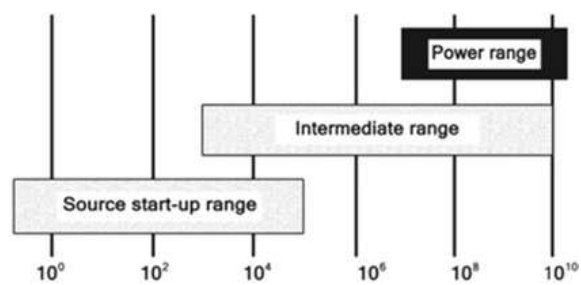 Power range
Intermediate range
Source start-up range
10⁰ 10² 10⁴ 10⁶ 10⁸ 10¹⁰